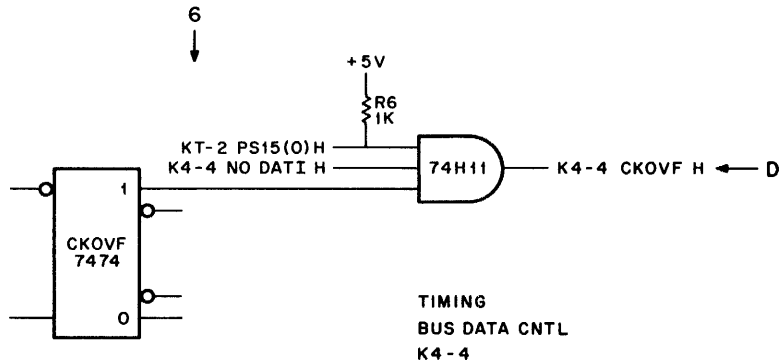 6
+5V
R6
1K
KT-2 PS15(0)H
K4-4 NO DATI H
74H11
K4-4 CKOVF H
D
1
CKOVF
7474
0
TIMING
BUS DATA CNTL
K4-4